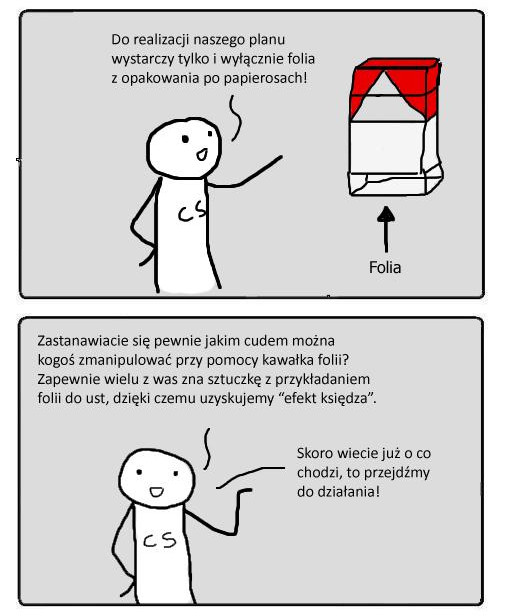 Do realizacji naszego planu
wystarczy tylko i wyłącznie folia
z opakowania po papierosach!
CS
Folia
Zastanawiacie się pewnie jakim cudem można
kogoś zmanipulować przy pomocy kawałka folii?
Zapewnie wielu z was zna sztuczkę z przykładaniem
folii do ust, dzięki czemu uzyskujemy “efekt księdza”.
Skoro wiecie już o co
chodzi, to przejdźmy
do działania!
CS